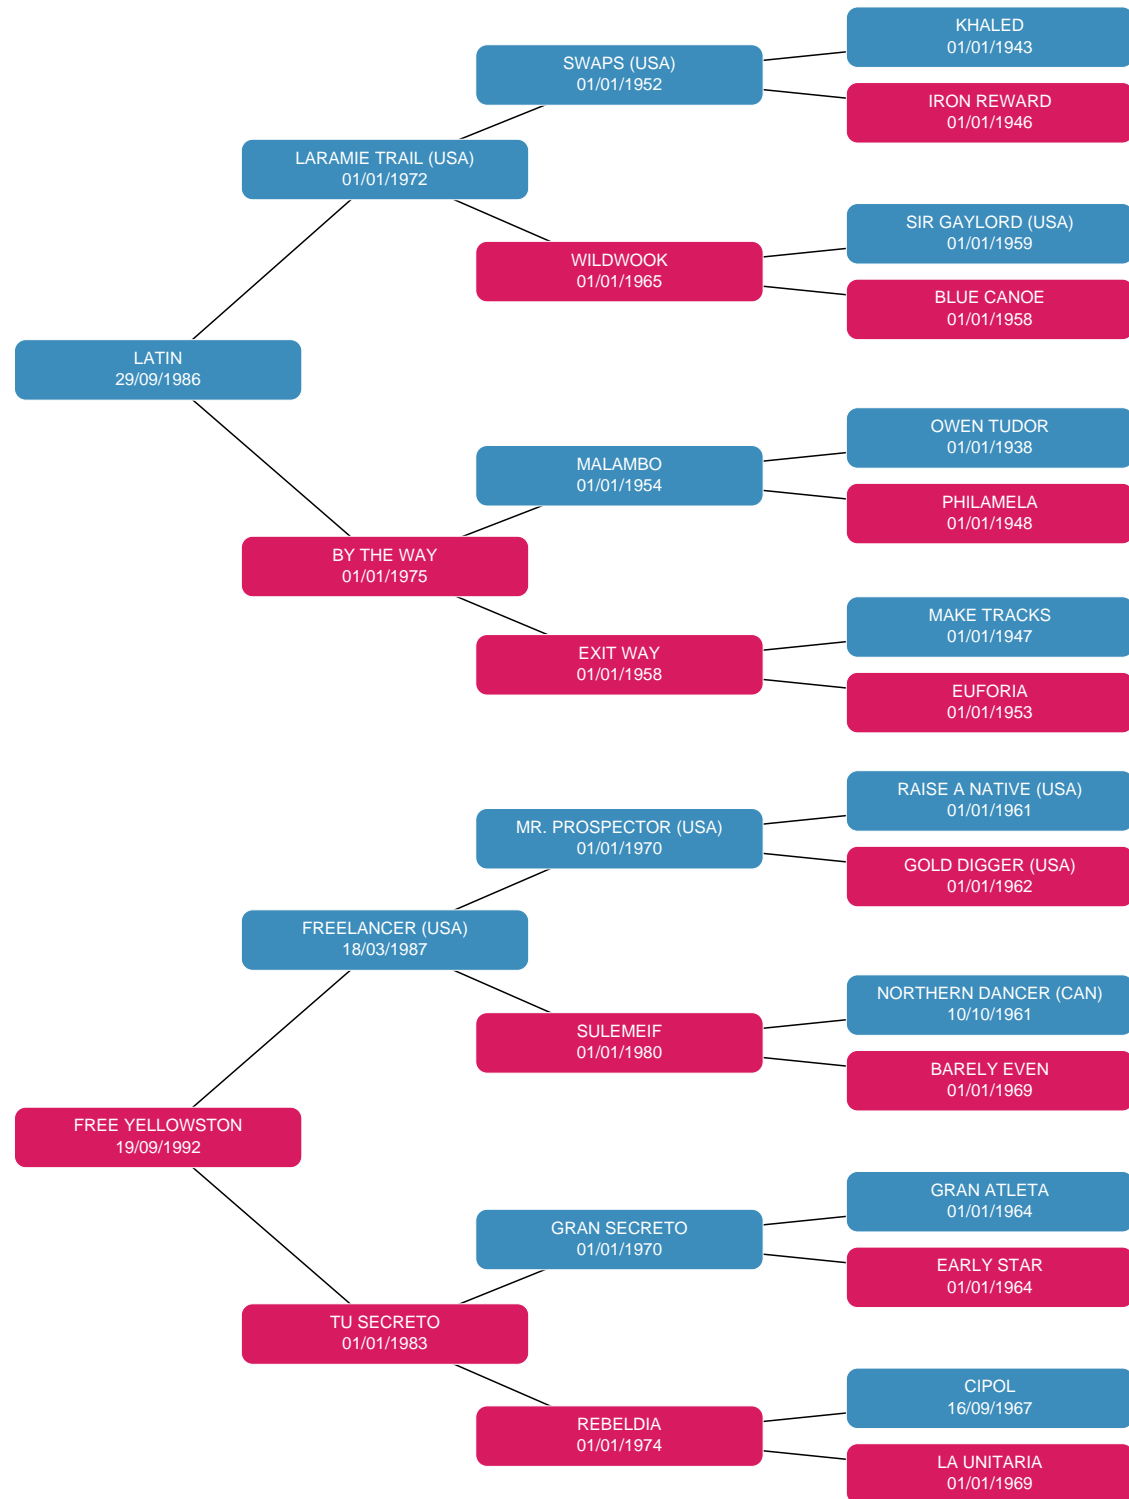 KHALED
01/01/1943
SWAPS (USA)
01/01/1952
IRON REWARD
01/01/1946
LARAMIE TRAIL (USA)
01/01/1972
SIR GAYLORD (USA)
01/01/1959
WILDWOOK
01/01/1965
BLUE CANOE
01/01/1958
LATIN
29/09/1986
OWEN TUDOR
01/01/1938
MALAMBO
01/01/1954
PHILAMELA
01/01/1948
BY THE WAY
01/01/1975
MAKE TRACKS
01/01/1947
EXIT WAY
01/01/1958
EUFORIA
01/01/1953
RAISE A NATIVE (USA)
01/01/1961
MR. PROSPECTOR (USA)
01/01/1970
GOLD DIGGER (USA)
01/01/1962
FREELANCER (USA)
18/03/1987
NORTHERN DANCER (CAN)
10/10/1961
SULEMEIF
01/01/1980
BARELY EVEN
01/01/1969
FREE YELLOWSTON
19/09/1992
GRAN ATLETA
01/01/1964
GRAN SECRETO
01/01/1970
EARLY STAR
01/01/1964
TU SECRETO
01/01/1983
CIPOL
16/09/1967
REBELDIA
01/01/1974
LA UNITARIA
01/01/1969